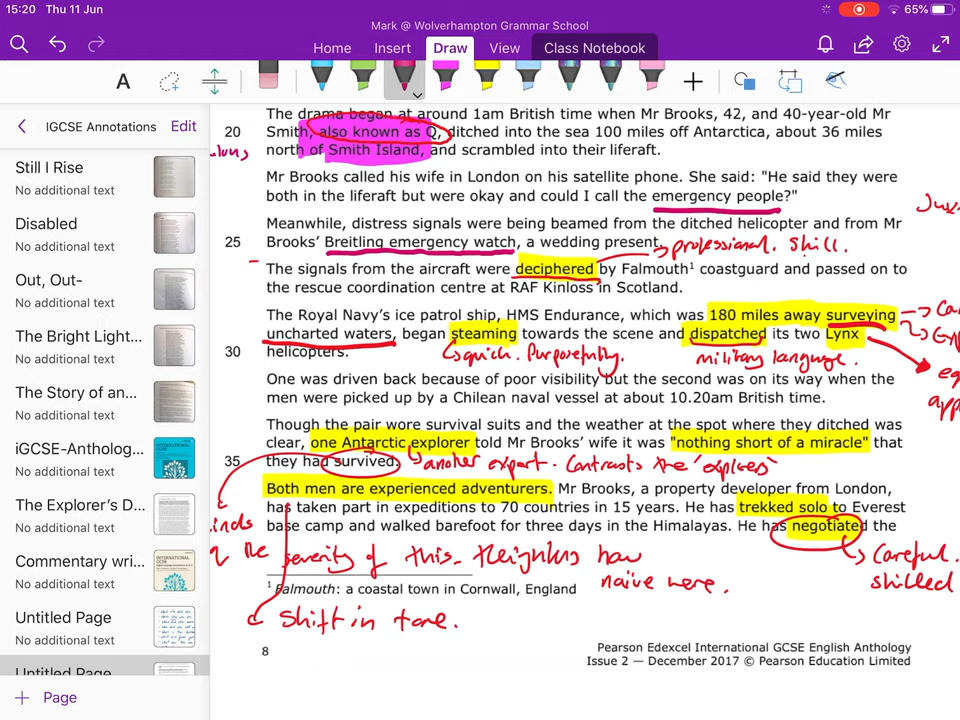 15:20 Thu 11 Jun
65%
Mark @ Wolverhampton Grammar School
Home Insert Draw View Class Notebook
IGCSE Annotations Edit
Still I Rise
No additional text
Disabled
No additional text
Out, Out-
No additional text
The Bright Light...
No additional text
The Story of an...
No additional text
iGCSE-Antholog...
No additional text
The Explorer's D...
No additional text
Commentary wri...
No additional text
Untitled Page
No additional text
Untitled Page
+ Page
The drama began at around 1am British time when Mr Brooks, 42, and 40-year-old Mr
20 Smith, also known as Q, ditched into the sea 100 miles off Antarctica, about 36 miles
north of Smith Island, and scrambled into their liferaft.
Mr Brooks called his wife in London on his satellite phone. She said: "He said they were
both in the liferaft but were okay and could I call the emergency people?"
Meanwhile, distress signals were being beamed from the ditched helicopter and from Mr
25 Brooks' Breitling emergency watch, a wedding present.
professional. Skill.
The signals from the aircraft were deciphered by Falmouth¹ coastguard and passed on to
the rescue coordination centre at RAF Kinloss in Scotland.
The Royal Navy's ice patrol ship, HMS Endurance, which was 180 miles away surveying
uncharted waters, began steaming towards the scene and dispatched its two Lynx
30 helicopters.
quick. Purposefully. military language.
One was driven back because of poor visibility but the second was on its way when the
men were picked up by a Chilean naval vessel at about 10.20am British time.
Though the pair wore survival suits and the weather at the spot where they ditched was
clear, one Antarctic explorer told Mr Brooks' wife it was "nothing short of a miracle" that
35 they had survived.
another expert. Contrasts the
Both men are experienced adventurers. Mr Brooks, a property developer from London,
has taken part in expeditions to 70 countries in 15 years. He has trekked solo to Everest
base camp and walked barefoot for three days in the Himalayas. He has negotiated the
the severity of this. Heightens how
naive were.
Careful.
skilled
¹ Falmouth: a coastal town in Cornwall, England
Shift in tone.
8
Pearson Edexcel International GCSE English Anthology
Issue 2 — December 2017 © Pearson Education Limited